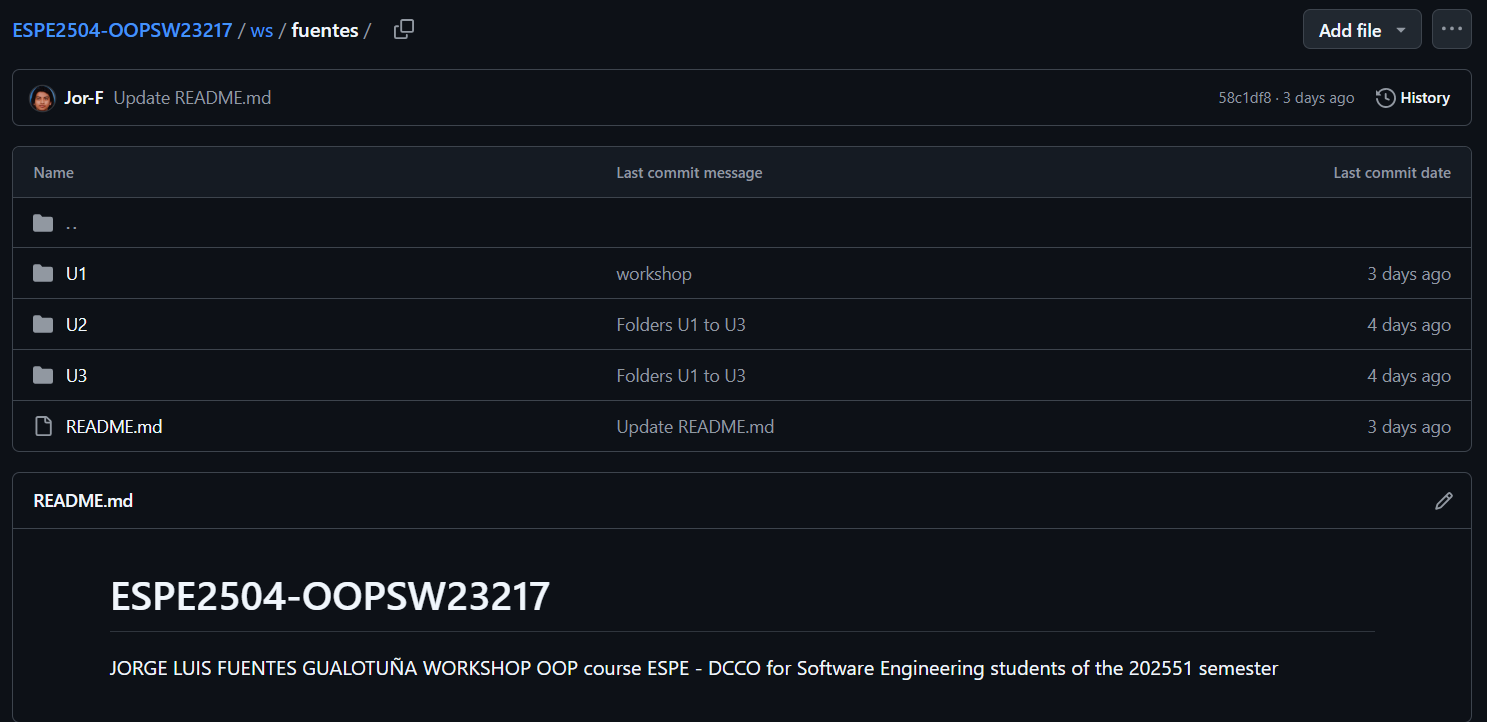 ESPE2504-OOPSW23217 / ws / fuentes /
Add file
Jor-F Update README.md
58c1df8 · 3 days ago
History
Name Last commit message Last commit date
..
U1 workshop 3 days ago
U2 Folders U1 to U3 4 days ago
U3 Folders U1 to U3 4 days ago
README.md Update README.md 3 days ago
README.md
ESPE2504-OOPSW23217
JORGE LUIS FUENTES GUALOTUÑA WORKSHOP OOP course ESPE - DCCO for Software Engineering students of the 202551 semester